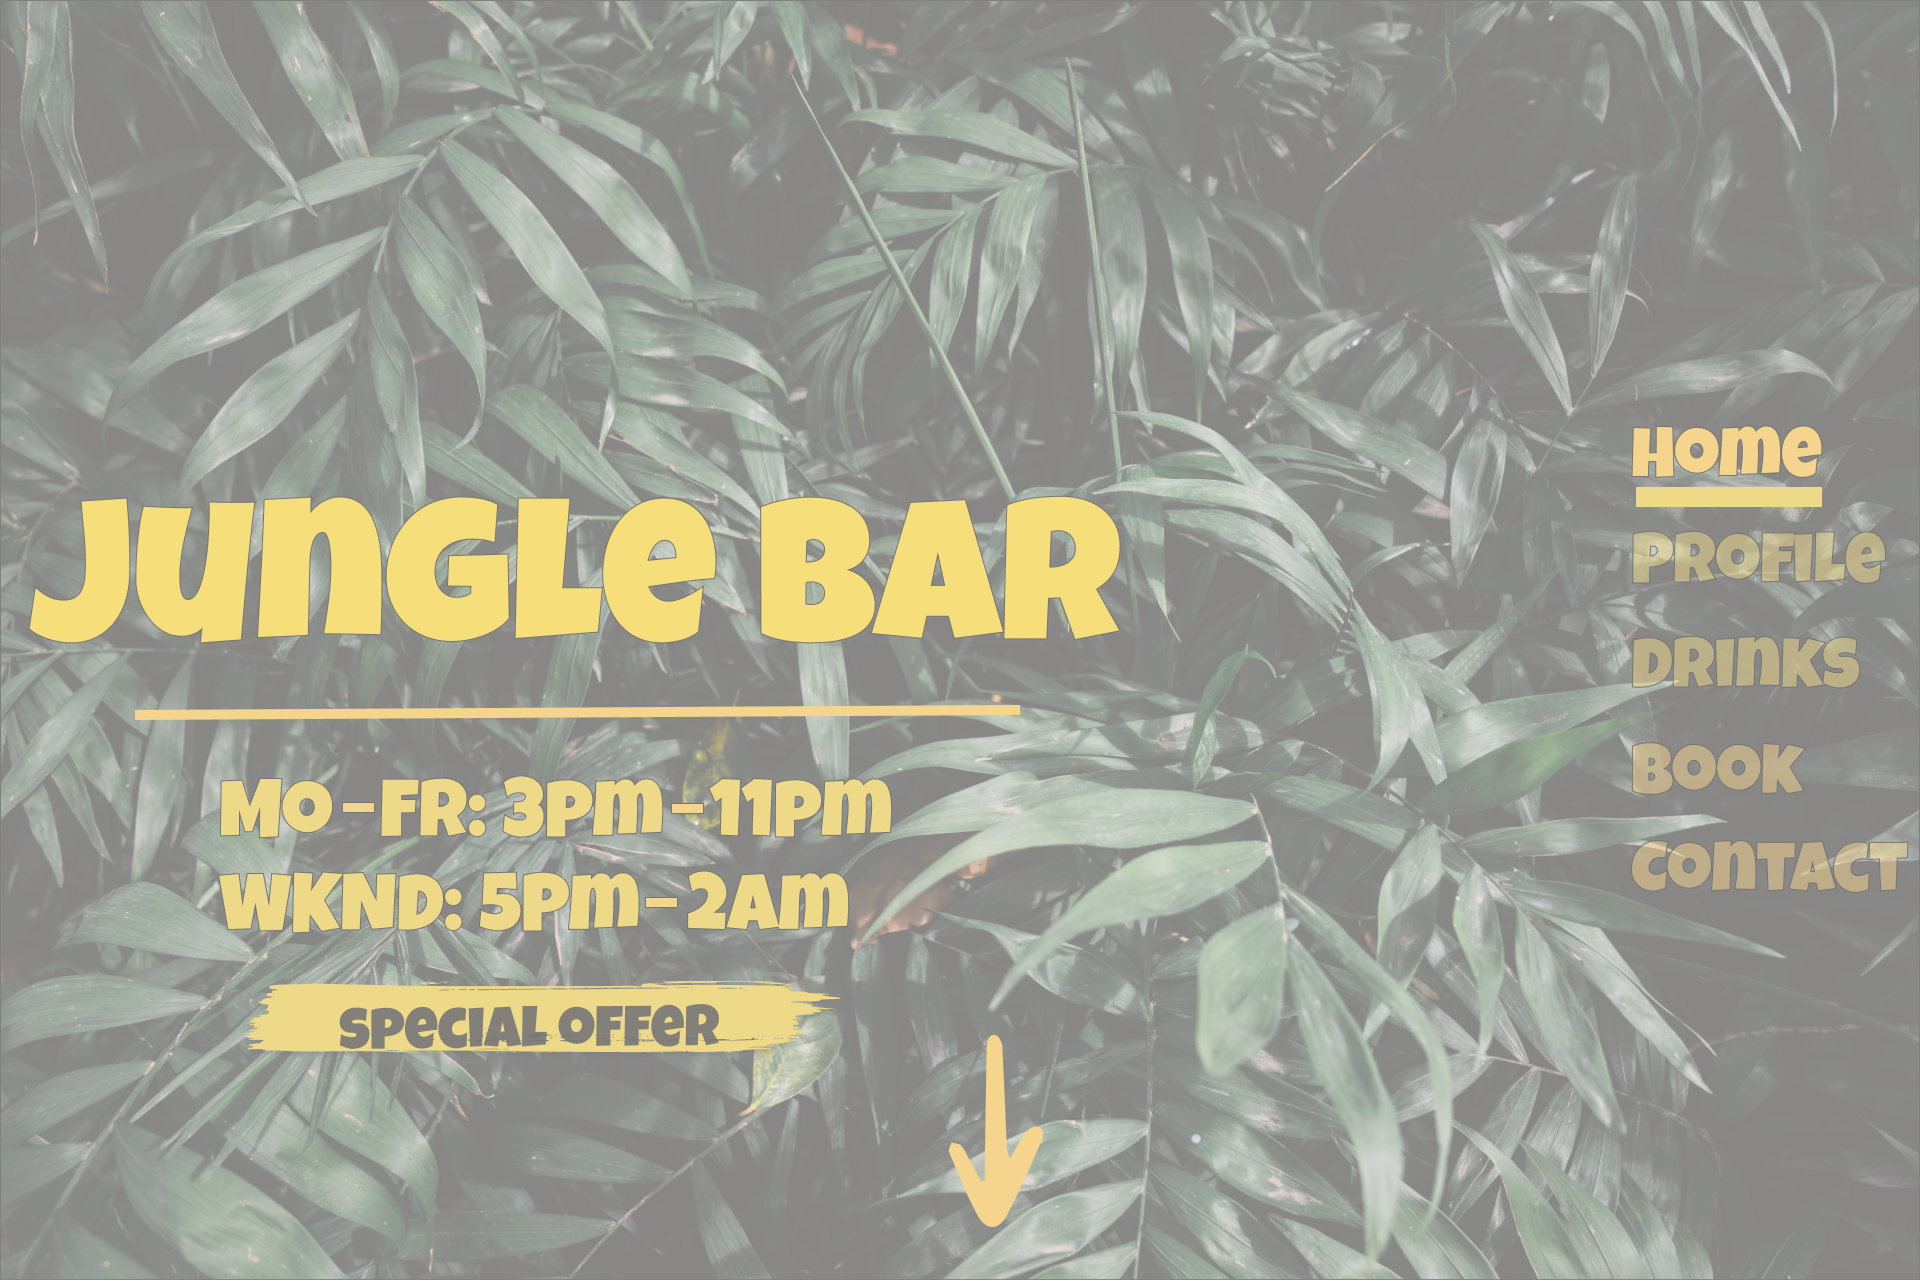 JUNGLE BAR
MO-FR: 3PM-11PM
WKND: 5PM-2AM
SPECIAL OFFER
HOME
PROFILE
DRINKS
BOOK
CONTACT